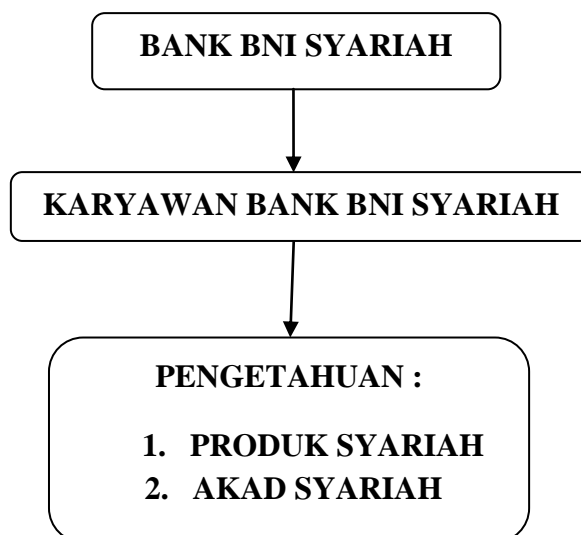 BANK BNI SYARIAH
KARYAWAN BANK BNI SYARIAH
PENGETAHUAN :
1. PRODUK SYARIAH
2. AKAD SYARIAH